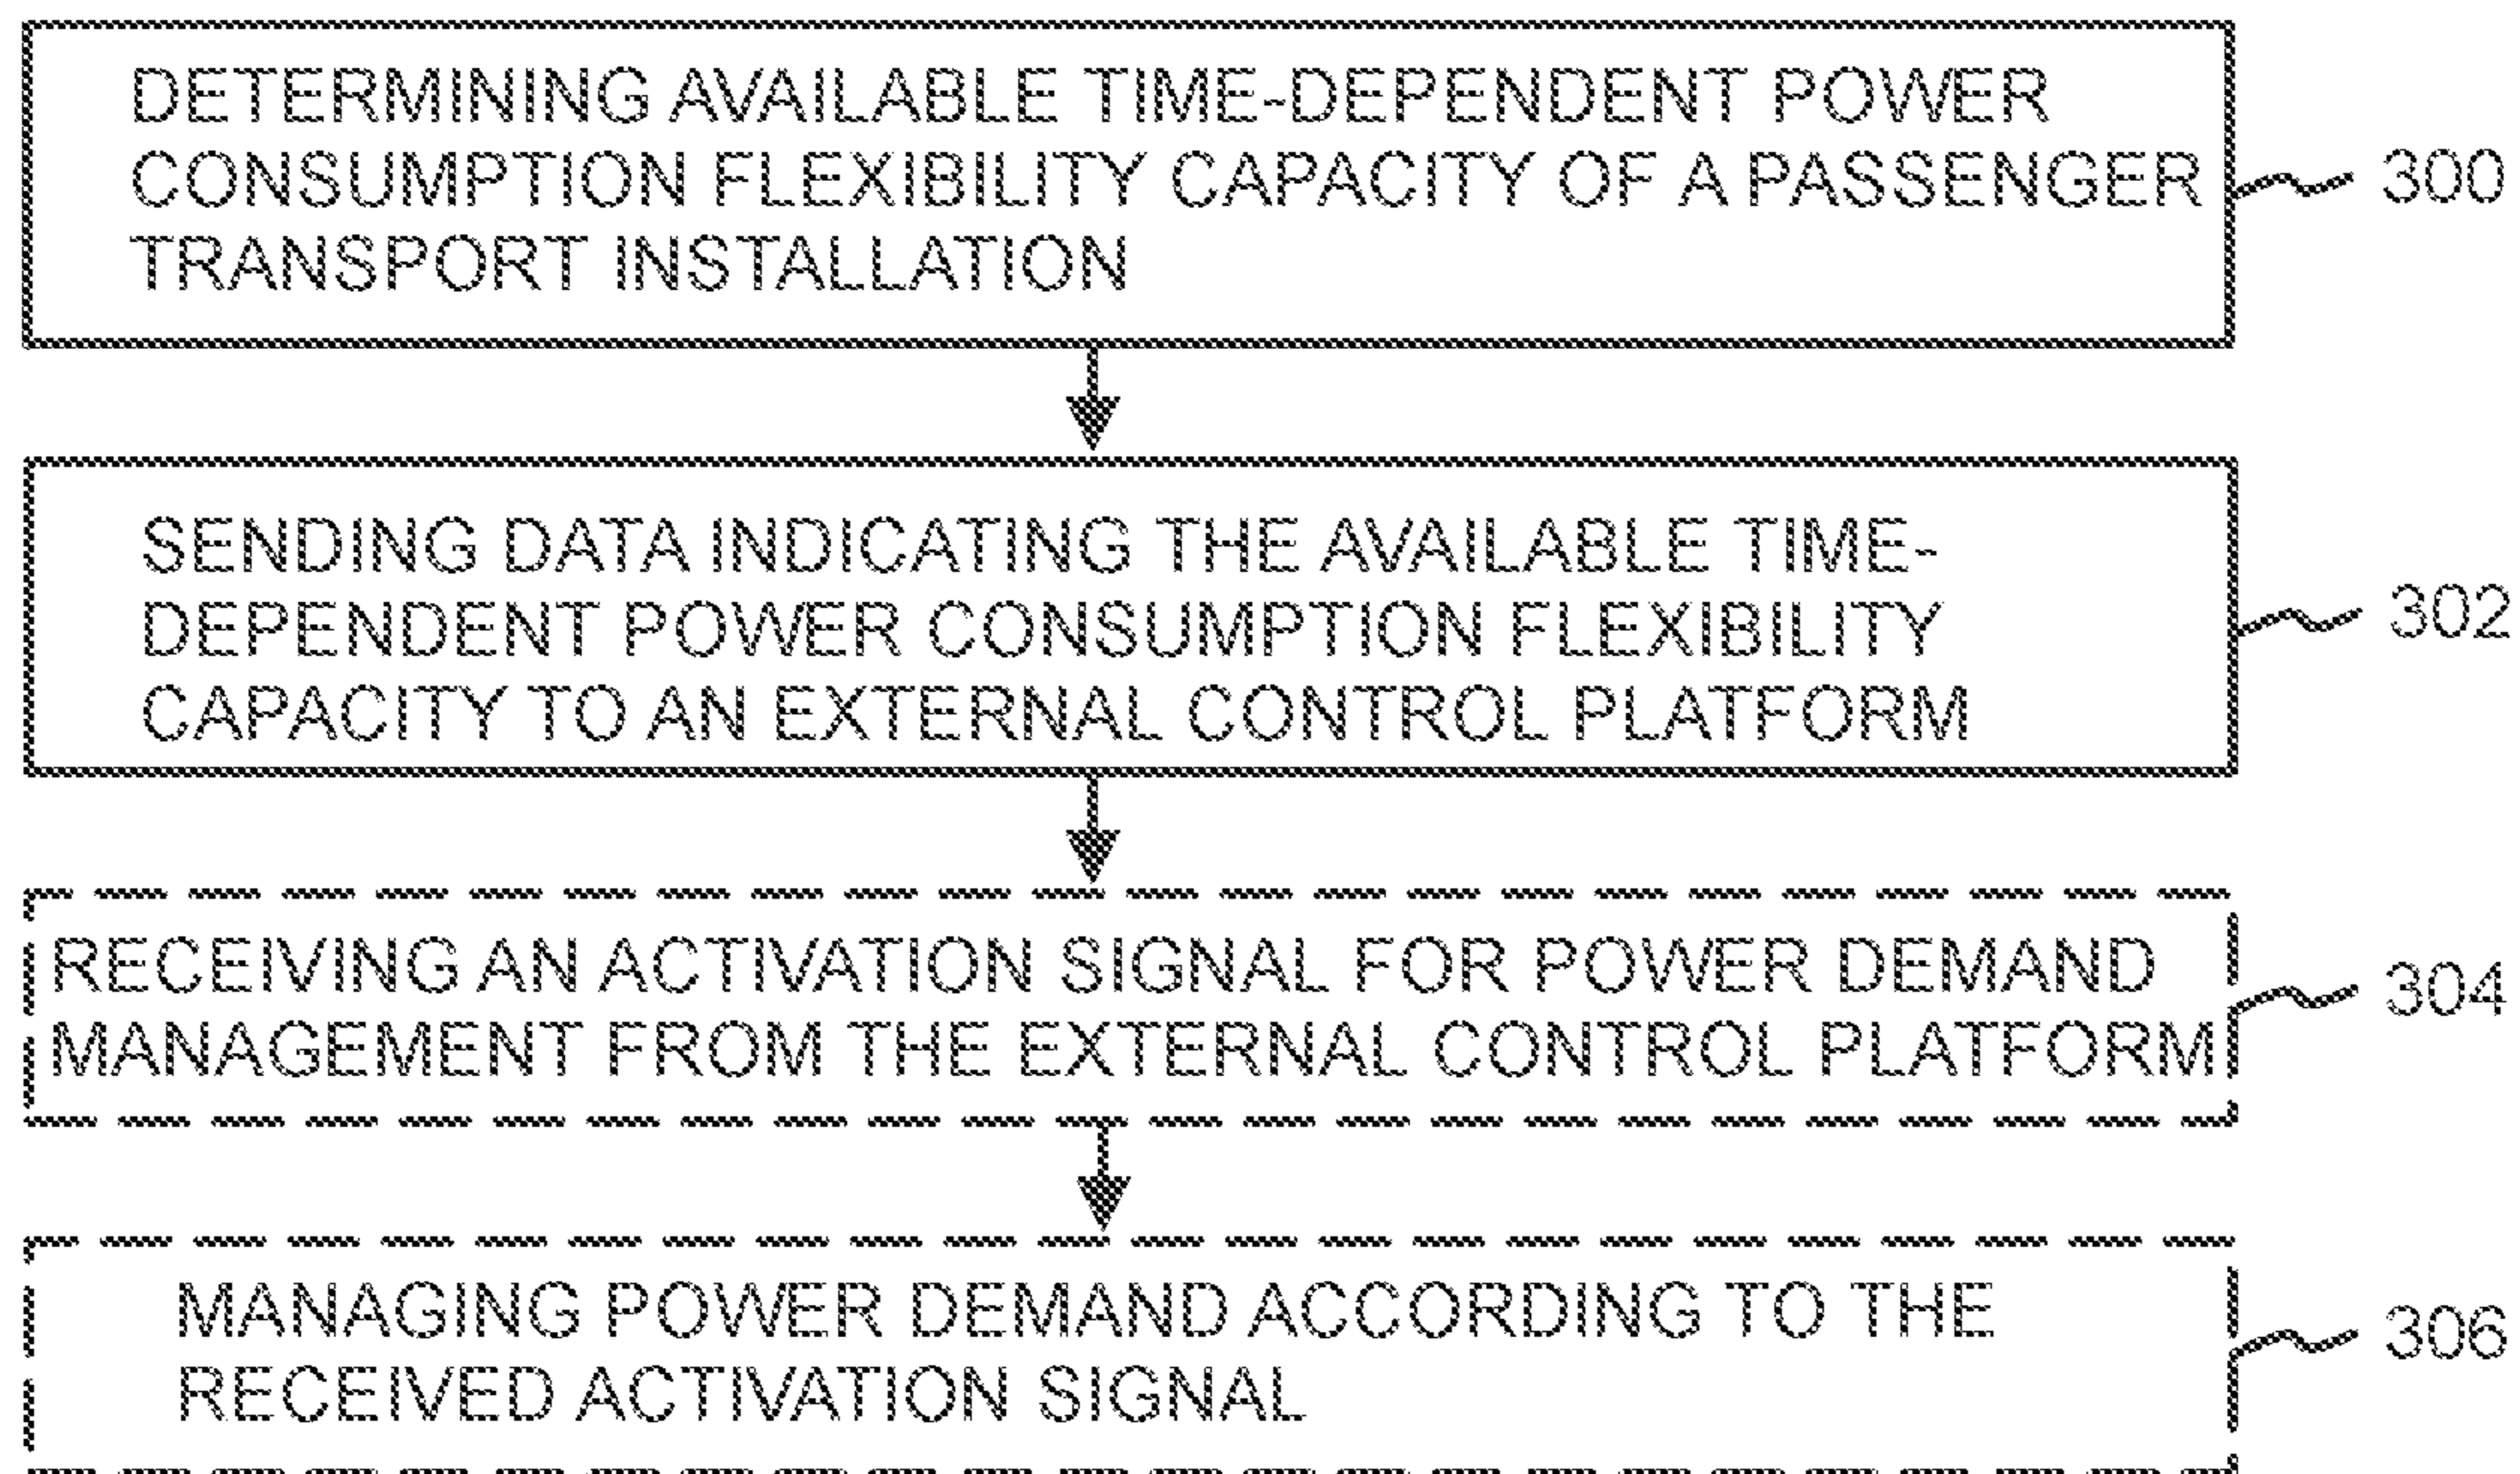 DETERMINING AVAILABLE TIME-DEPENDENT POWER
CONSUMPTION FLEXIBILITY CAPACITY OF A PASSENGER
TRANSPORT INSTALLATION
300
SENDING DATA INDICATING THE AVAILABLE TIME-
DEPENDENT POWER CONSUMPTION FLEXIBILITY
CAPACITY TO AN EXTERNAL CONTROL PLATFORM
302
RECEIVING AN ACTIVATION SIGNAL FOR POWER DEMAND
MANAGEMENT FROM THE EXTERNAL CONTROL PLATFORM
304
MANAGING POWER DEMAND ACCORDING TO THE
RECEIVED ACTIVATION SIGNAL
306